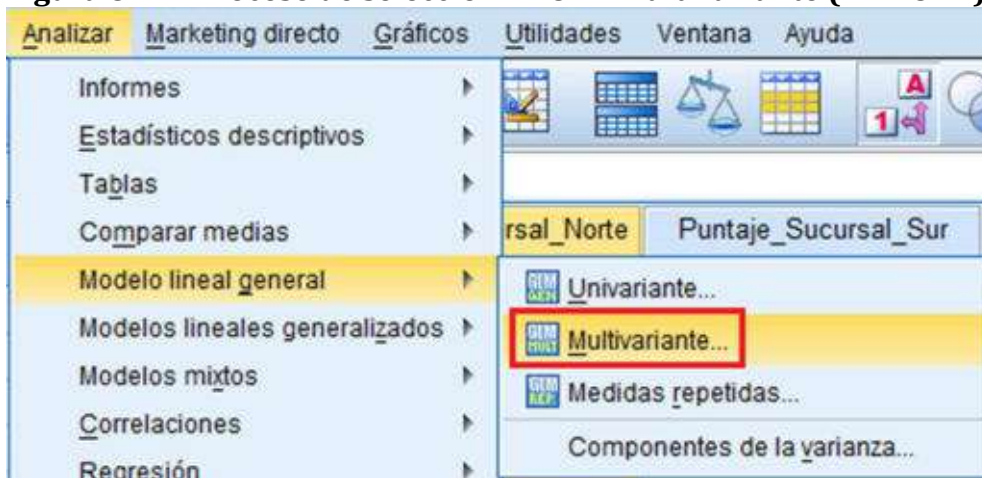 Analizar Marketing directo Gráficos Utilidades Ventana Ayuda
Informes
Estadísticos descriptivos
Tablas
Comparar medias
rsal_Norte Puntaje_Sucursal_Sur
Modelo lineal general
Univariante...
Modelos lineales generalizados
Multivariante...
Modelos mixtos
Medidas repetidas...
Correlaciones
Componentes de la varianza...
Regresión